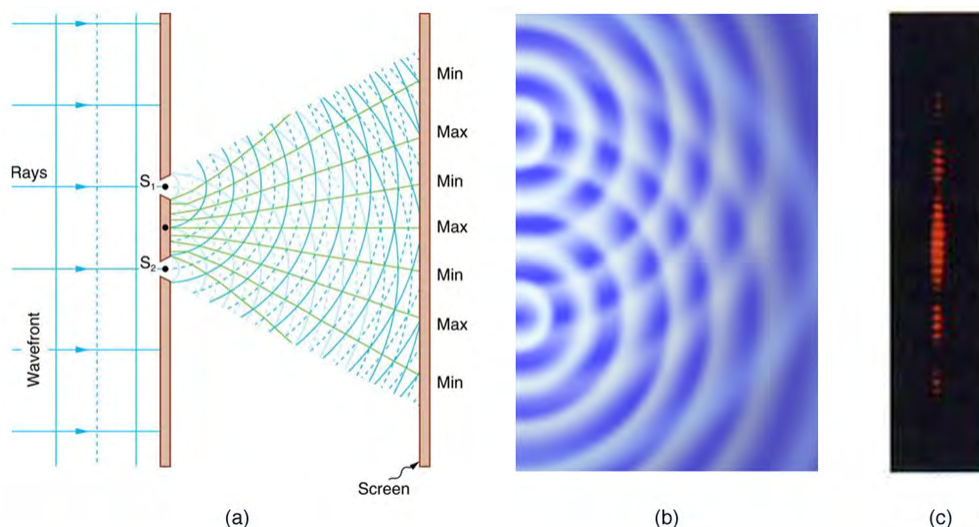 Min
Max
Rays
S1
Min
Max
S2
Min
Wavefront
Max
Min
Screen
(a)
(b)
(c)